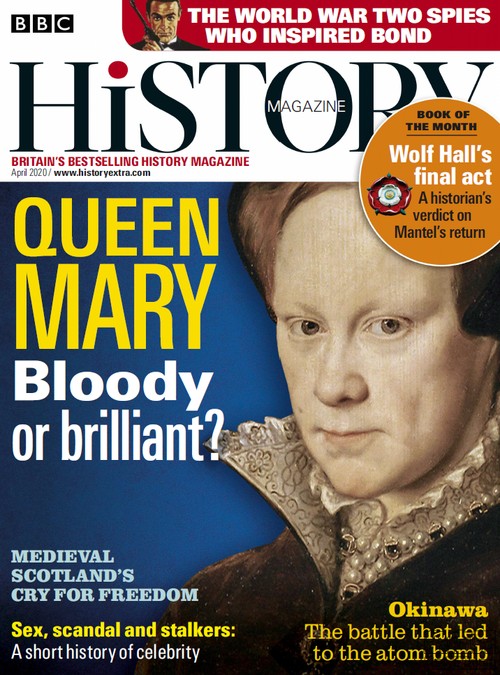 BBC
THE WORLD WAR TWO SPIES
WHO INSPIRED BOND
HiSTORY
MAGAZINE
BRITAIN'S BESTSELLING HISTORY MAGAZINE
April 2020 / www.historyextra.com
BOOK OF
THE MONTH
Wolf Hall's
final act
A historian's
verdict on
Mantel's return
QUEEN
MARY
Bloody
or brilliant?
MEDIEVAL
SCOTLAND'S
CRY FOR FREEDOM
Sex, scandal and stalkers:
A short history of celebrity
Okinawa
The battle that led
to the atom bomb